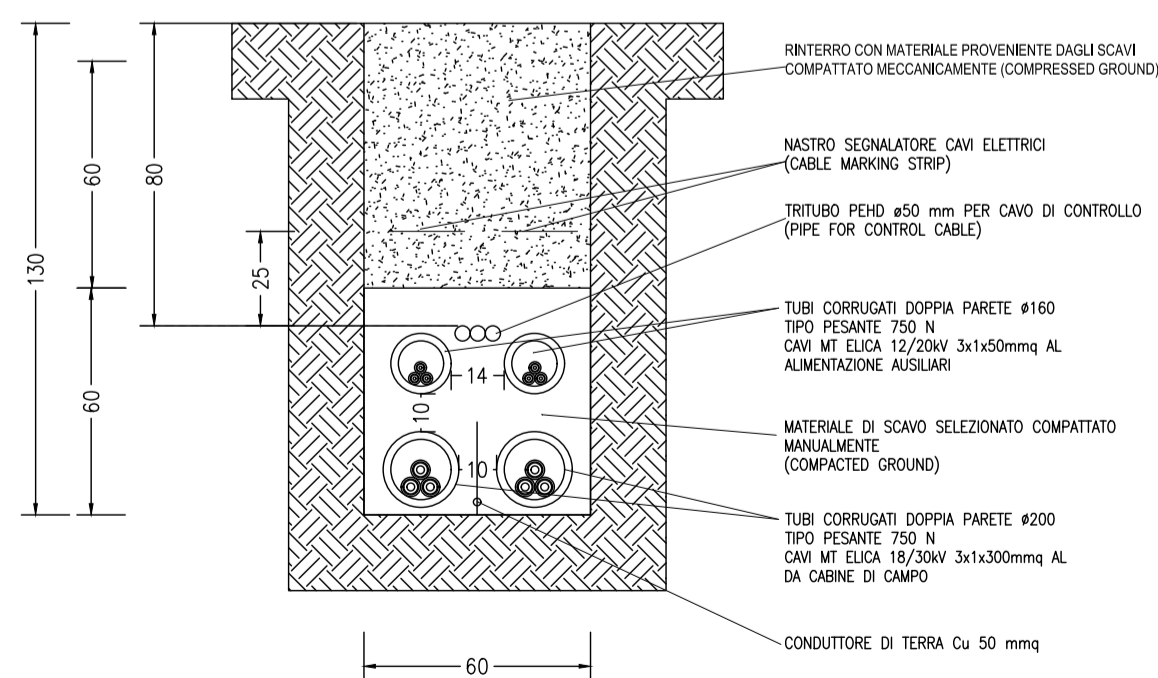 RINTERRO CON MATERIALE PROVENIENTE DAGLI SCAVI
COMPATTATO MECCANICAMENTE (COMPRESSED GROUND)
NASTRO SEGNALATORE CAVI ELETTRICI
(CABLE MARKING STRIP)
TRITUBO PEHD ø50 mm PER CAVO DI CONTROLLO
(PIPE FOR CONTROL CABLE)
TUBI CORRUGATI DOPPIA PARETE ø160
TIPO PESANTE 750 N
CAVI MT ELICA 12/20kV 3x1x50mmq AL
ALIMENTAZIONE AUSILIARI
MATERIALE DI SCAVO SELEZIONATO COMPATTATO
MANUALMENTE
(COMPACTED GROUND)
TUBI CORRUGATI DOPPIA PARETE ø200
TIPO PESANTE 750 N
CAVI MT ELICA 18/30kV 3x1x300mmq AL
DA CABINE DI CAMPO
CONDUTTORE DI TERRA Cu 50 mmq
130
60
60
80
25
14
10
10
60